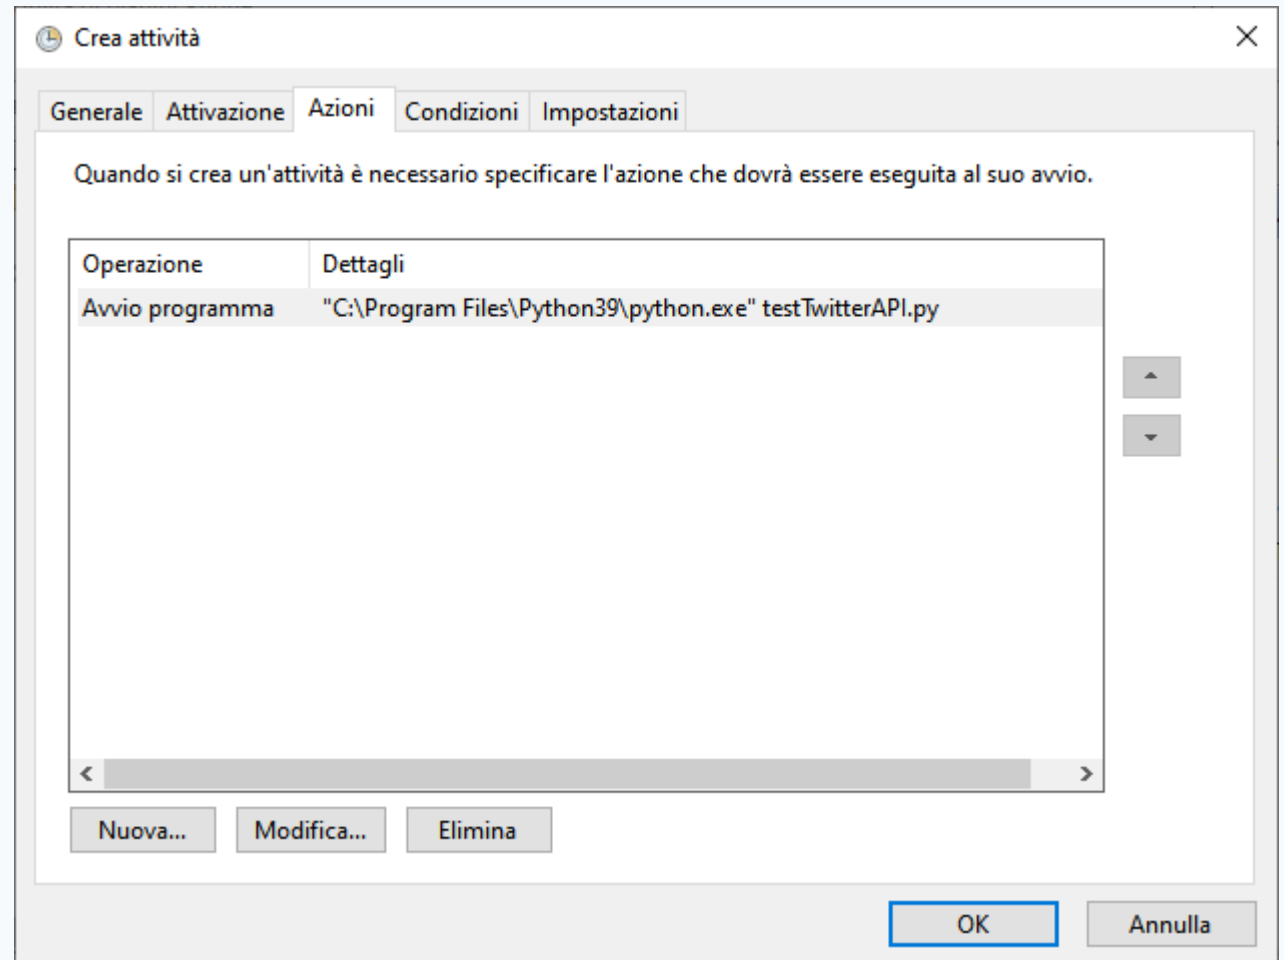 Crea attività
Generale Attivazione Azioni Condizioni Impostazioni
Quando si crea un'attività è necessario specificare l'azione che dovrà essere eseguita al suo avvio.
Operazione Dettagli
Avvio programma "C:\Program Files\Python39\python.exe" testTwitterAPI.py
Nuova... Modifica... Elimina
OK Annulla